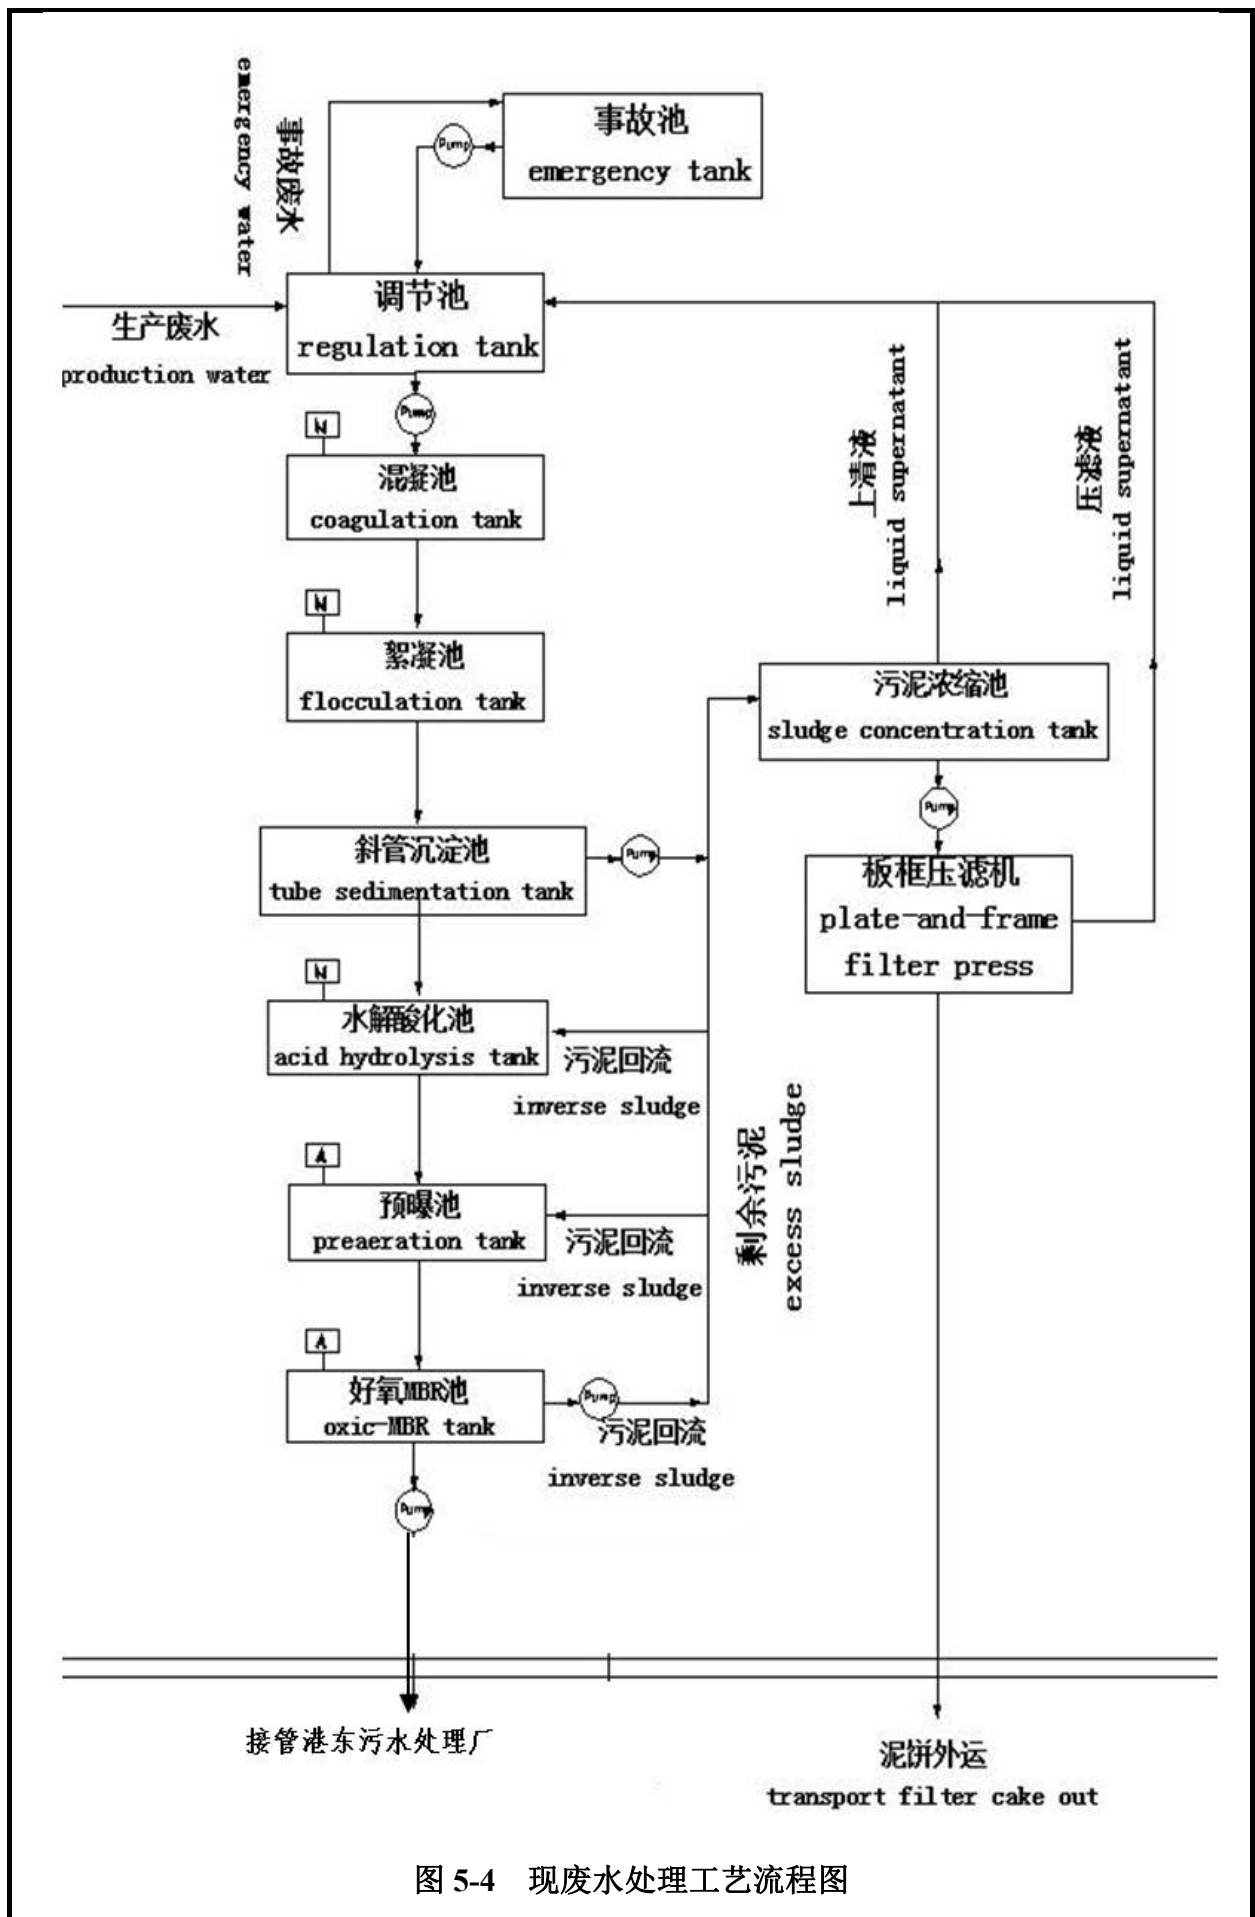 事故池
emergency tank
Pump
事故废水
emergency water
调节池
regulation tank
生产废水
production water
Pump
N
混凝池
coagulation tank
上清液
liquid supernatant
压滤液
liquid supernatant
N
絮凝池
flocculation tank
污泥浓缩池
sludge concentration tank
Pump
斜管沉淀池
tube sedimentation tank
Pump
板框压滤机
plate-and-frame
filter press
N
水解酸化池
acid hydrolysis tank
污泥回流
inverse sludge
剩余污泥
excess sludge
A
预曝池
preaeration tank
污泥回流
inverse sludge
A
好氧MBR池
oxic-MBR tank
Pump
污泥回流
inverse sludge
Pump
接管港东污水处理厂
泥饼外运
transport filter cake out
图 5-4 现废水处理工艺流程图